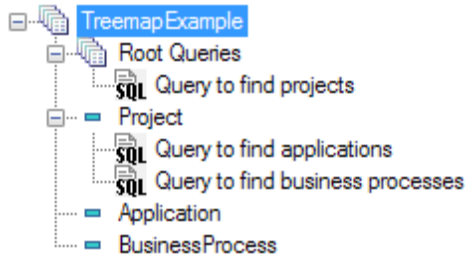 TreemapExample
Root Queries
SQL Query to find projects
Project
SQL Query to find applications
SQL Query to find business processes
Application
BusinessProcess